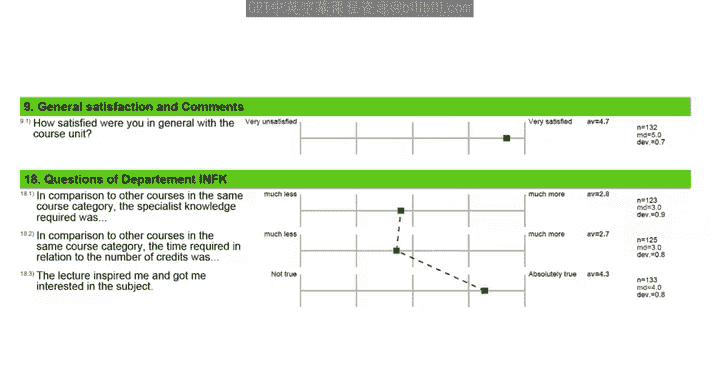 9. General satisfaction and Comments
9.1) How satisfied were you in general with the course unit?
Very unsatisfied
Very satisfied
av=4.7
n=132
md=5.0
dev.=0.7
18. Questions of Departement INFK
18.1) In comparison to other courses in the same
course category, the specialist knowledge
required was...
much less
much more
av=2.8
n=123
md=3.0
dev.=0.9
18.2) In comparison to other courses in the
same course category, the time required in
relation to the number of credits was...
much less
much more
av=2.7
n=125
md=3.0
dev.=0.8
18.3) The lecture inspired me and got me
interested in the subject.
Not true
Absolutely true
av=4.3
n=133
md=4.0
dev.=0.8